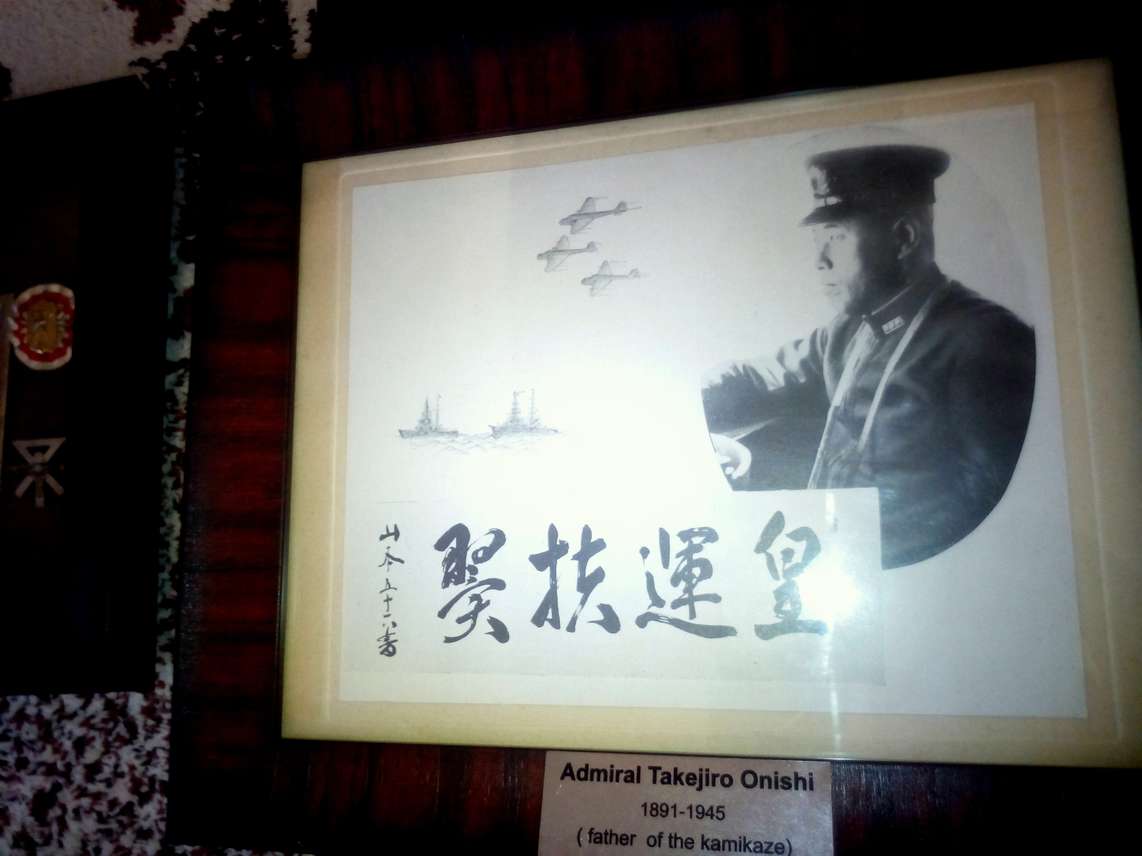 皇運扶翼
山本五十六書
Admiral Takejiro Onishi
1891-1945
( father of the kamikaze)